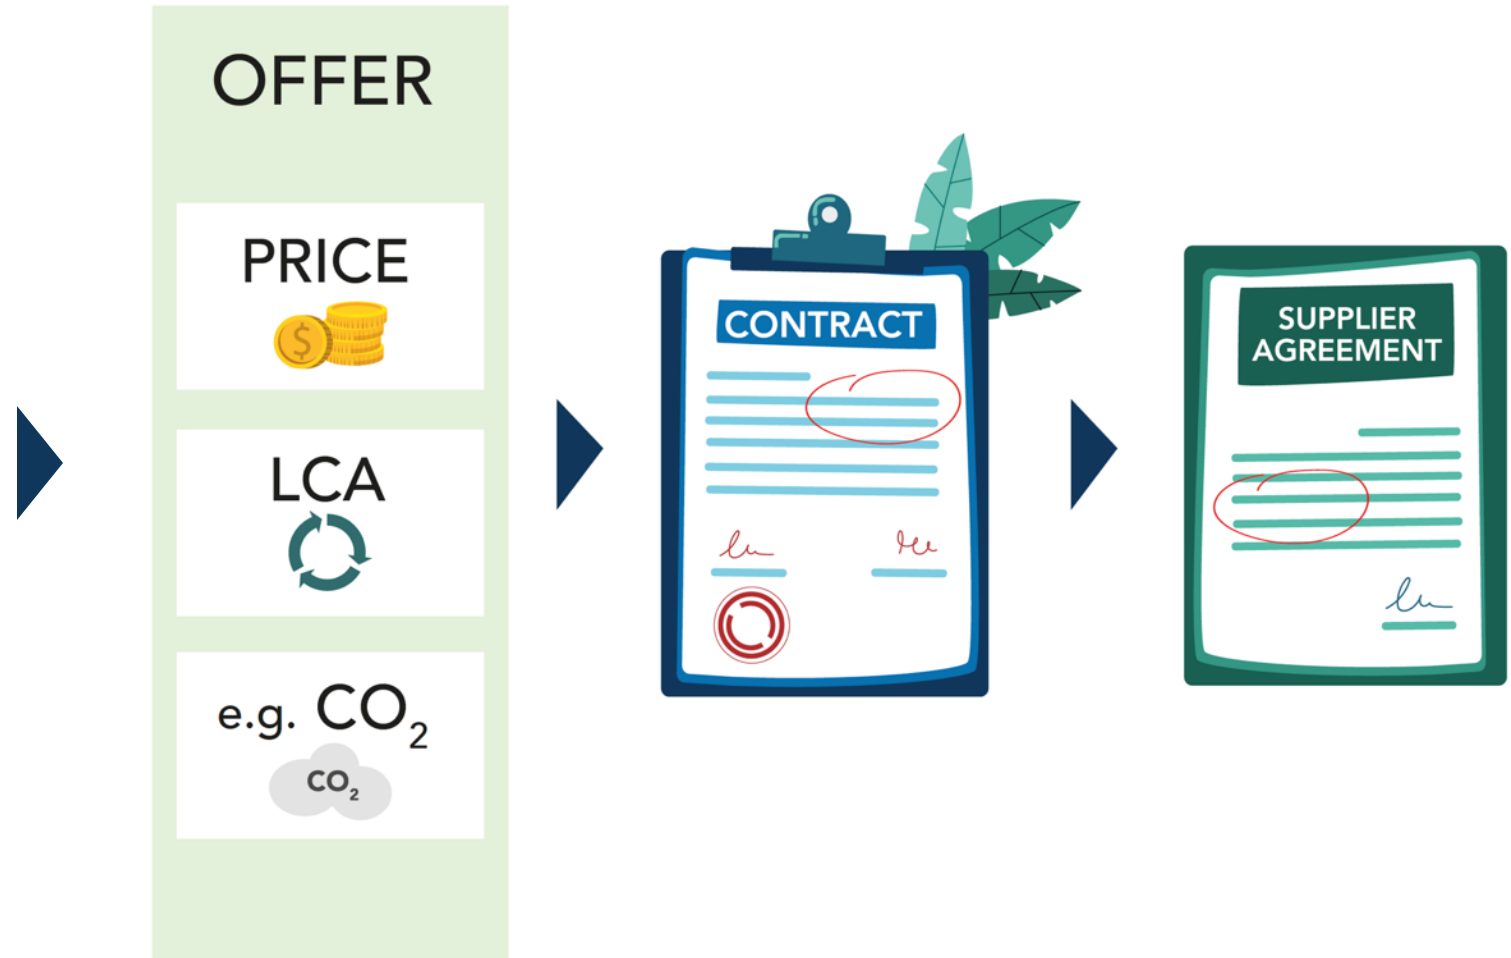 OFFER
PRICE
$
LCA
e.g. CO₂
CO₂
CONTRACT
SUPPLIER
AGREEMENT